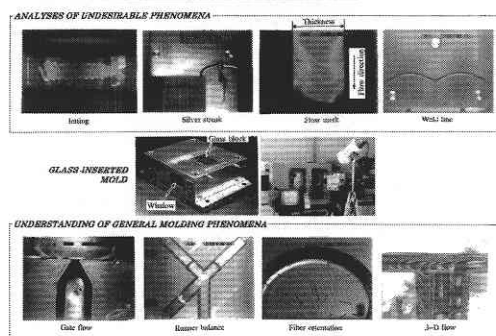 ANALYSES OF UNDESIRABLE PHENOMENA
Thickness
Flow direction
Jetting
Silver streak
Flow mark
Weld line
Glass block
GLASS-INSERTED
MOLD
Window
UNDERSTANDING OF GENERAL MOLDING PHENOMENA
Gate flow
Runner balance
Fiber orientation
3-D flow